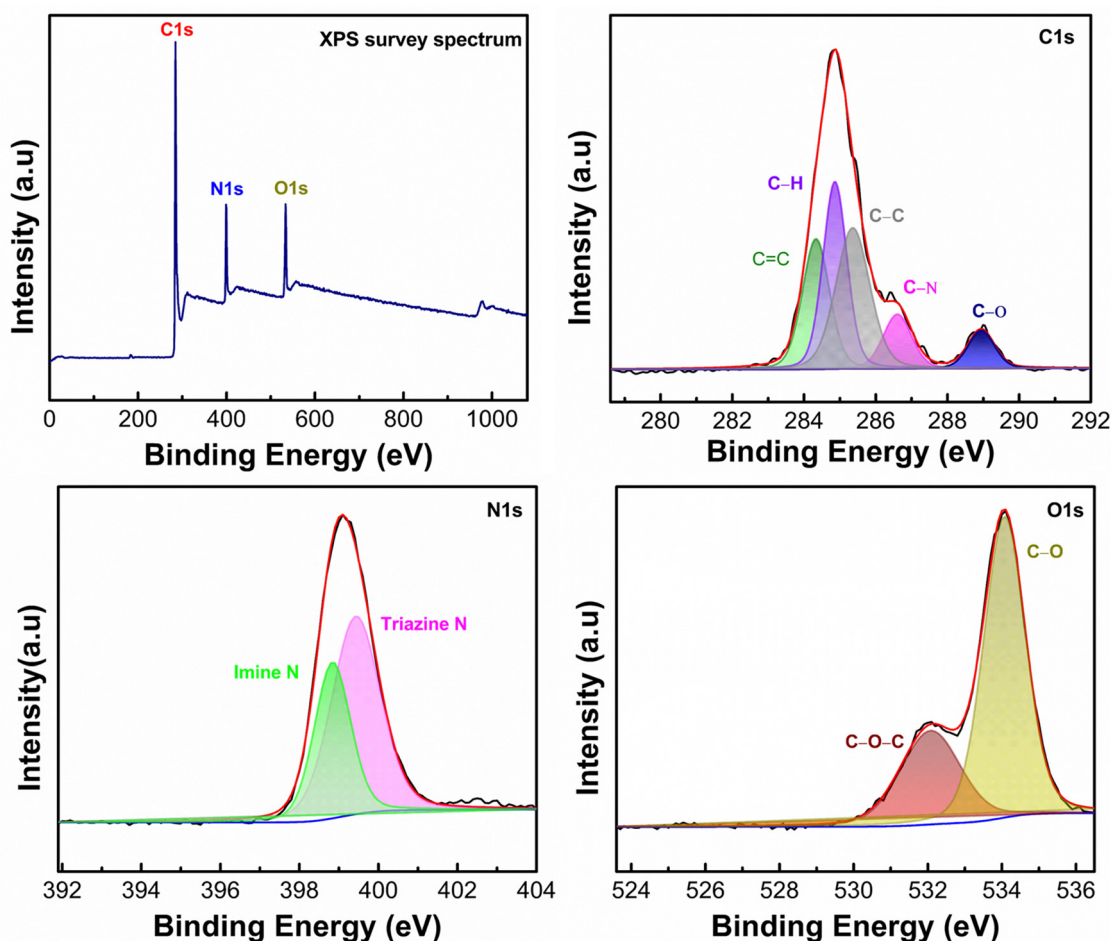 C1s
XPS survey spectrum
N1s
O1s
Intensity (a.u)
0 200 400 600 800 1000
Binding Energy (eV)
C1s
C–H
C–C
C=C
C–N
C–O
Intensity (a.u)
280 282 284 286 288 290 292
Binding Energy (eV)
N1s
Triazine N
Imine N
Intensity(a.u)
392 394 396 398 400 402 404
Binding Energy (eV)
O1s
C–O
C–O–C
Intensity (a.u)
524 526 528 530 532 534 536
Binding Energy (eV)